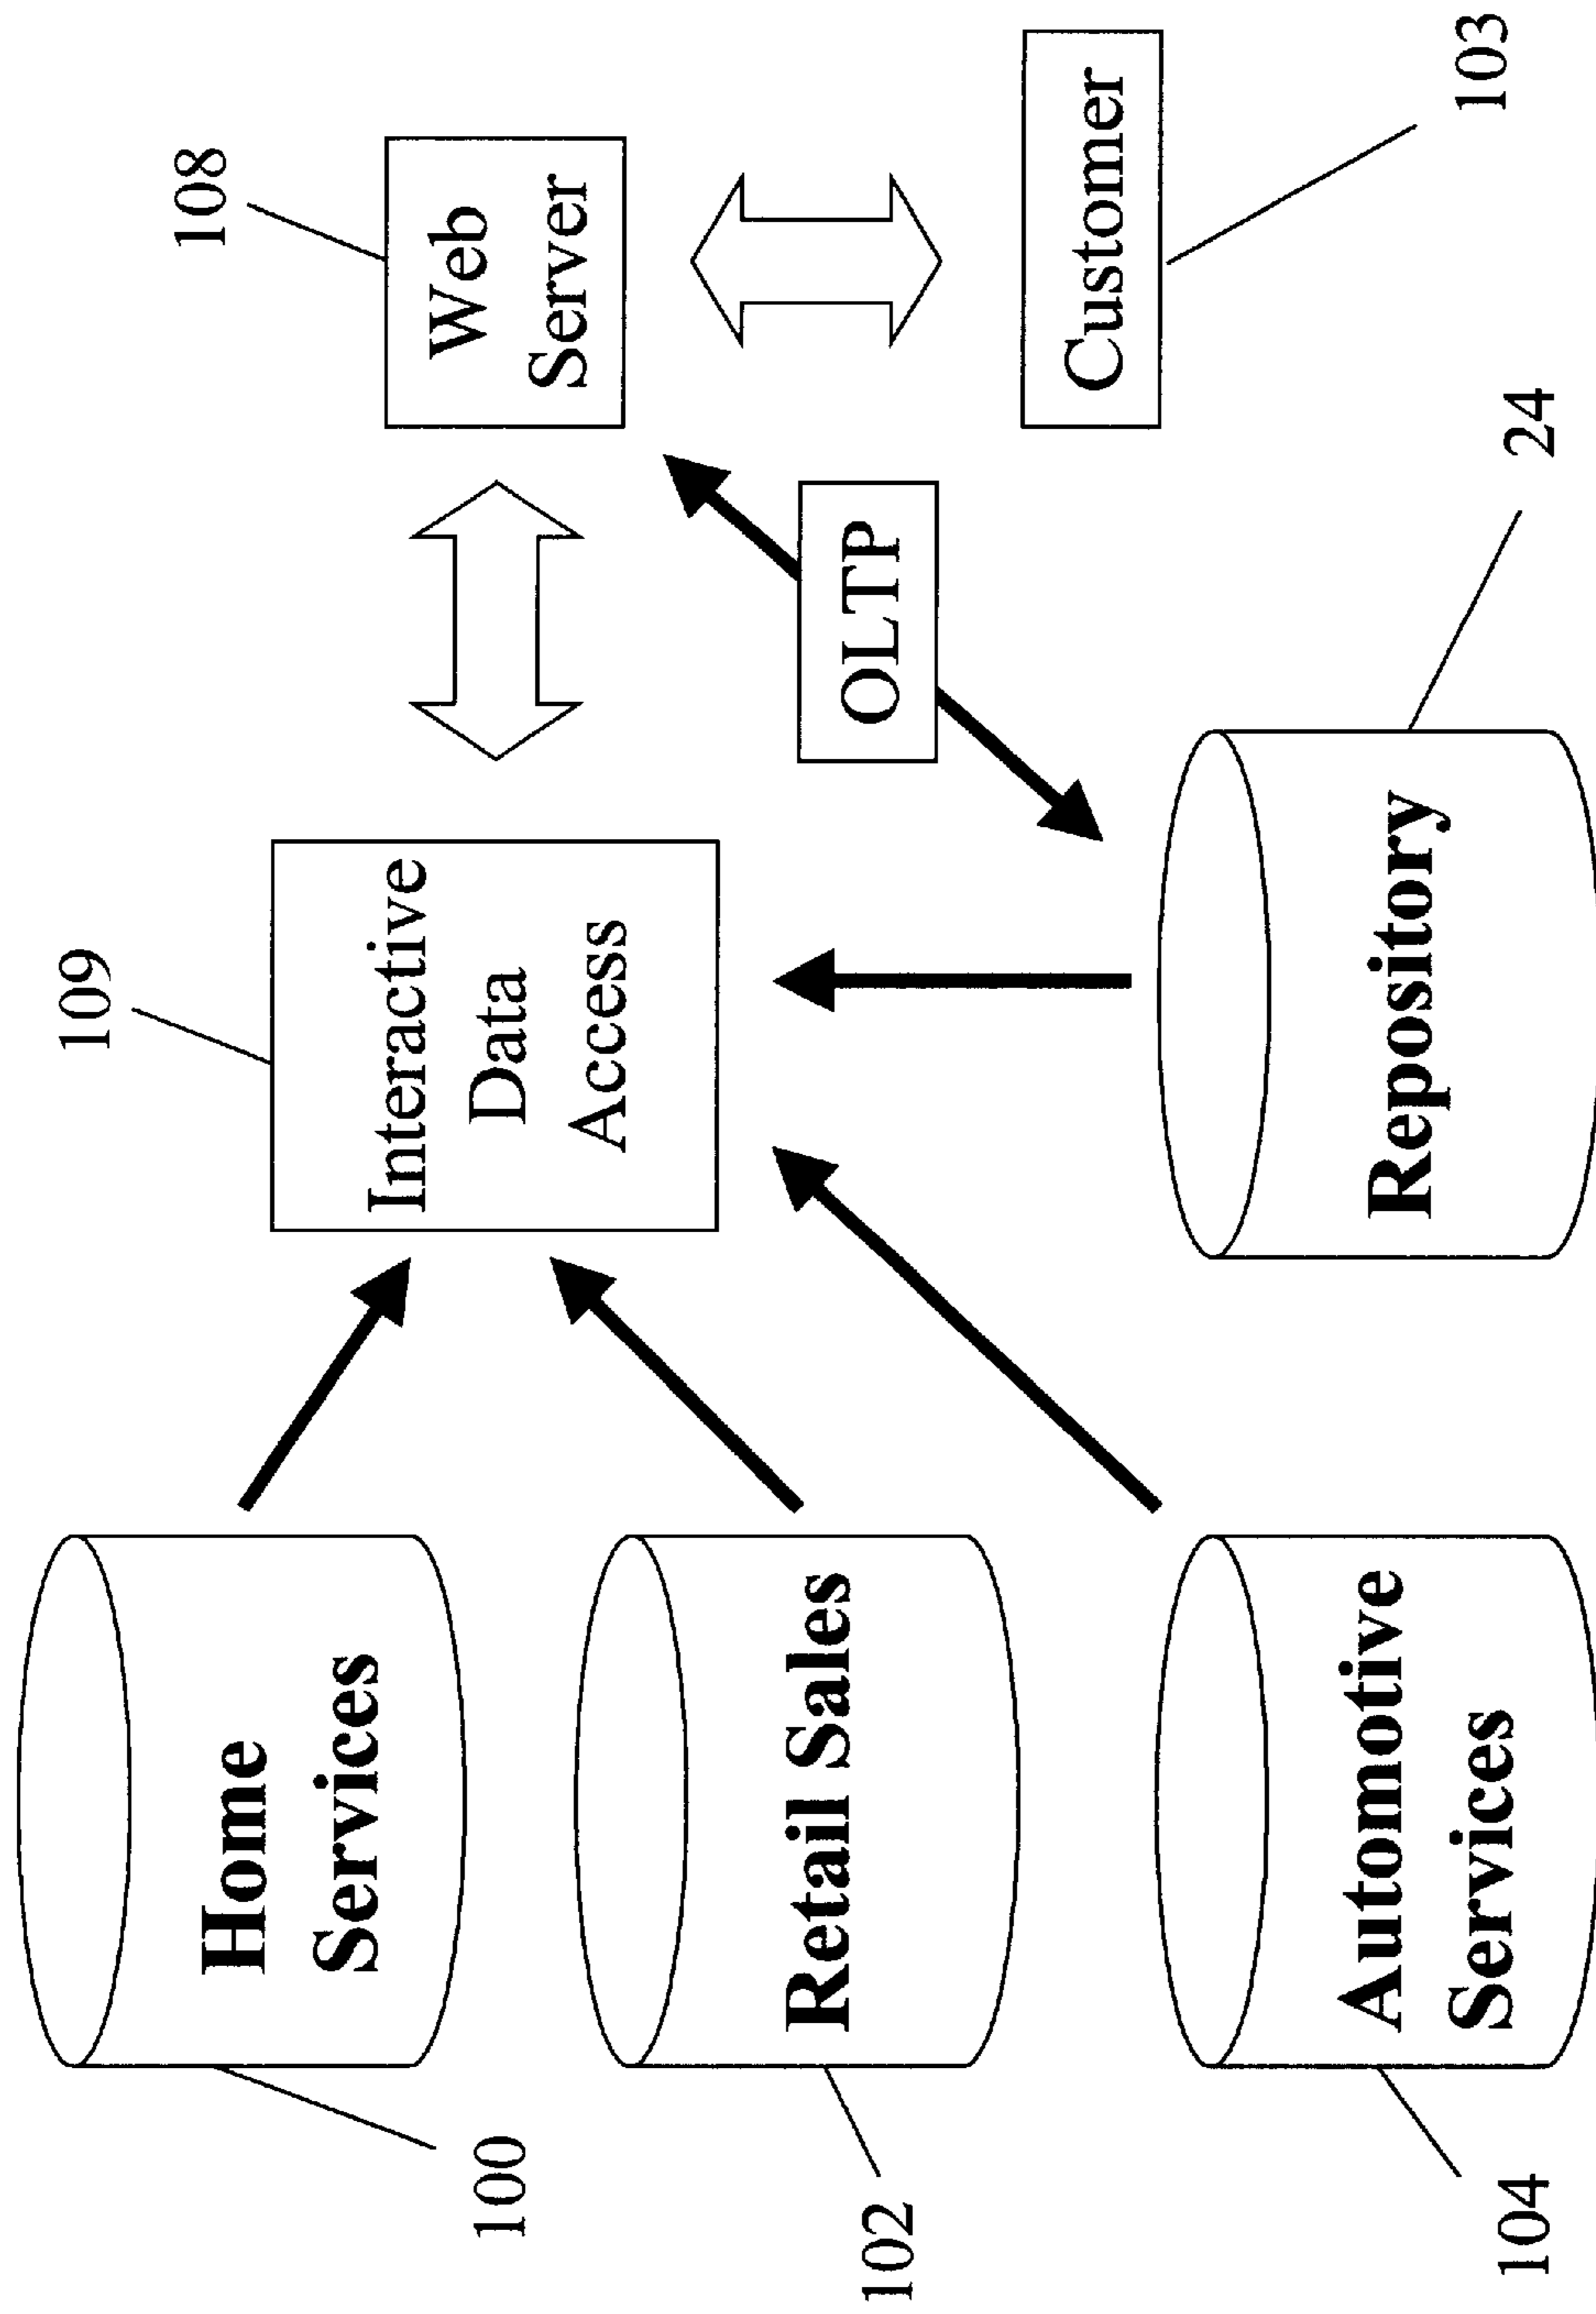 109
108
Home
Services
Interactive
Data
Access
Web
Server
100
Retail Sales
OLTP
Customer
102
103
Automotive
Services
Repository
24
104